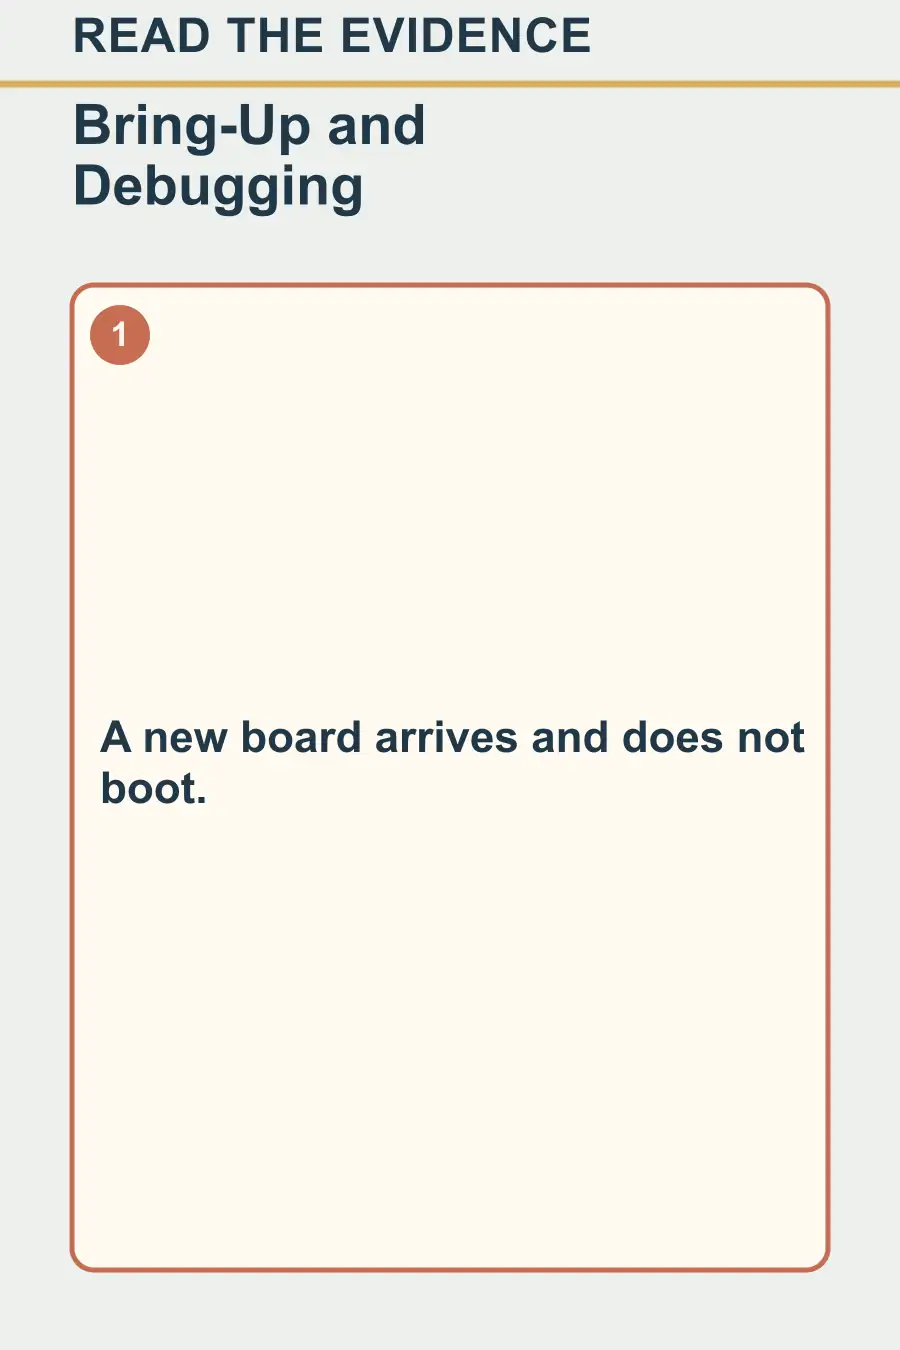 READ THE EVIDENCE
Bring-Up and
Debugging
1
A new board arrives and does not
boot.